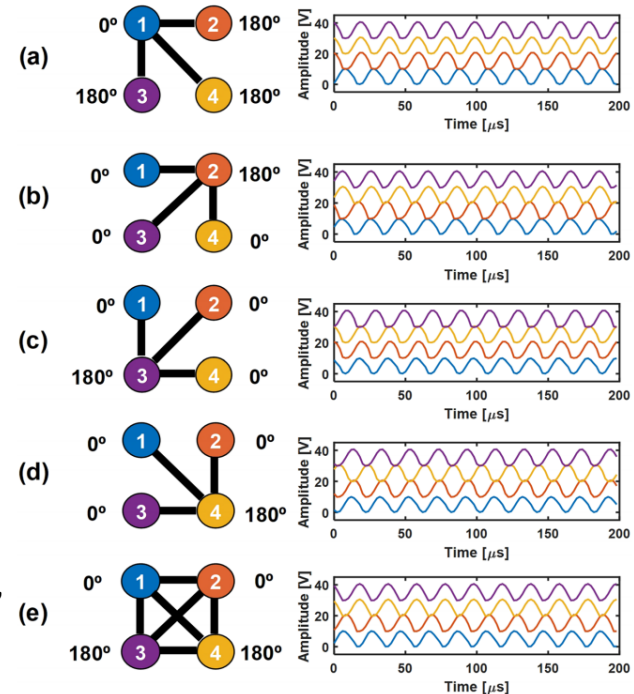 0º 1 2 180º
(a)
180º 3 4 180º
Amplitude [V]
40
20
0
0 50 100 150 200
Time [μs]
0º 1 2 180º
(b)
0º 3 4 0º
Amplitude [V]
40
20
0
0 50 100 150 200
Time [μs]
0º 1 2 0º
(c)
180º 3 4 0º
Amplitude [V]
40
20
0
0 50 100 150 200
Time [μs]
0º 1 2 0º
(d)
0º 3 4 180º
Amplitude [V]
40
20
0
0 50 100 150 200
Time [μs]
0º 1 2 0º
(e)
180º 3 4 180º
Amplitude [V]
40
20
0
0 50 100 150 200
Time [μs]